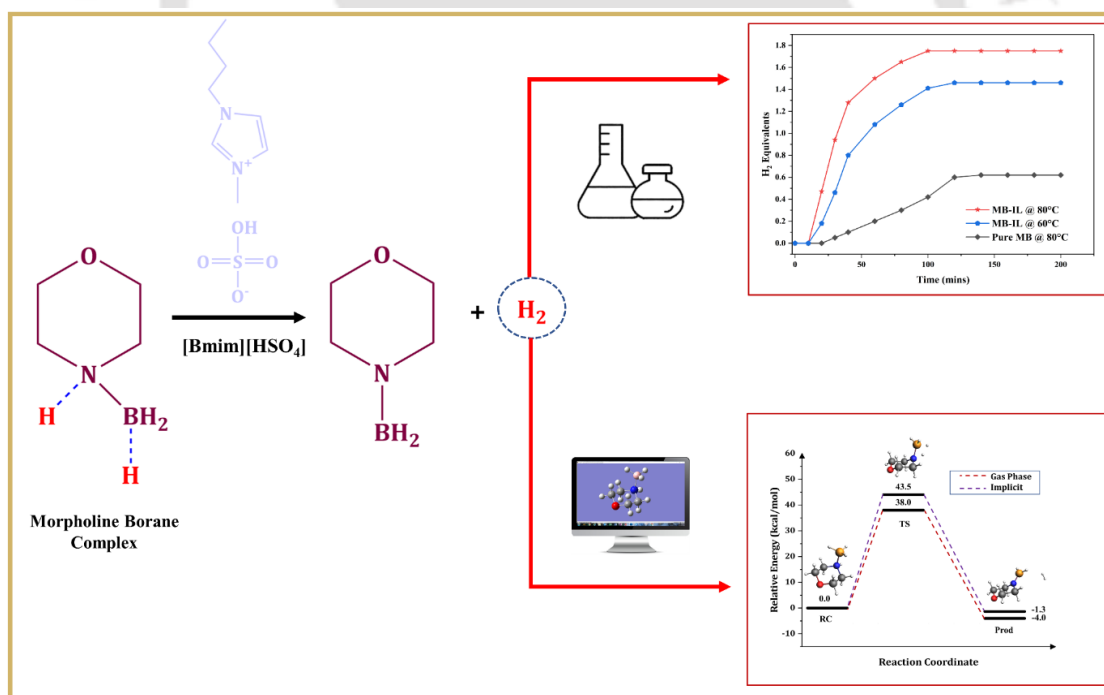 N
N⁺
OH
O=S=O
O⁻
O
N
H
BH₂
H
Morpholine Borane
Complex
[Bmim][HSO₄]
O
N
BH₂
+
H₂
H₂ Equivalents
1.8
1.6
1.4
1.2
1.0
0.8
0.6
0.4
0.2
0.0
MB-IL @ 80°C
MB-IL @ 60°C
Pure MB @ 80°C
0 50 100 150 200
Time (mins)
Relative Energy (kcal/mol)
60
50
40
30
20
10
0
-10
Gas Phase
Implicit
43.5
38.0
TS
0.0
RC
-1.3
-4.0
Prod
Reaction Coordinate